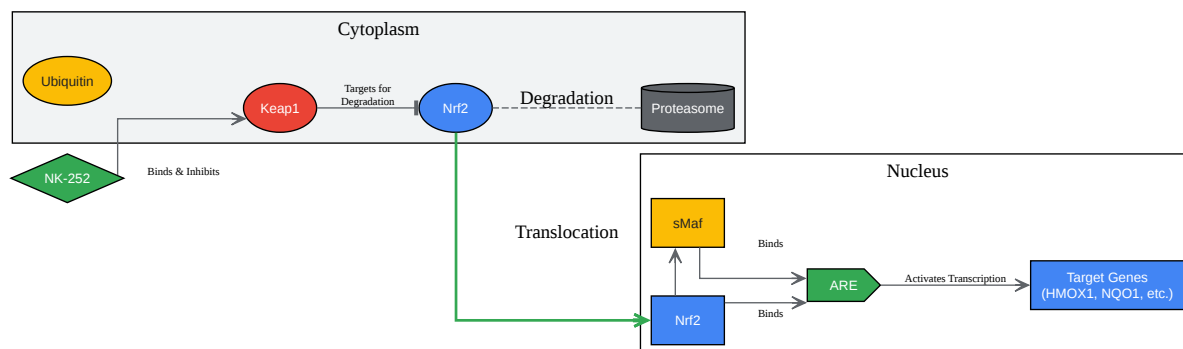 Cytoplasm
Ubiquitin
Keap1
Targets for
Degradation
Nrf2
Degradation
Proteasome
NK-252
Binds & Inhibits
Nucleus
Translocation
sMaf
Binds
ARE
Activates Transcription
Target Genes
(HMOX1, NQO1, etc.)
Nrf2
Binds